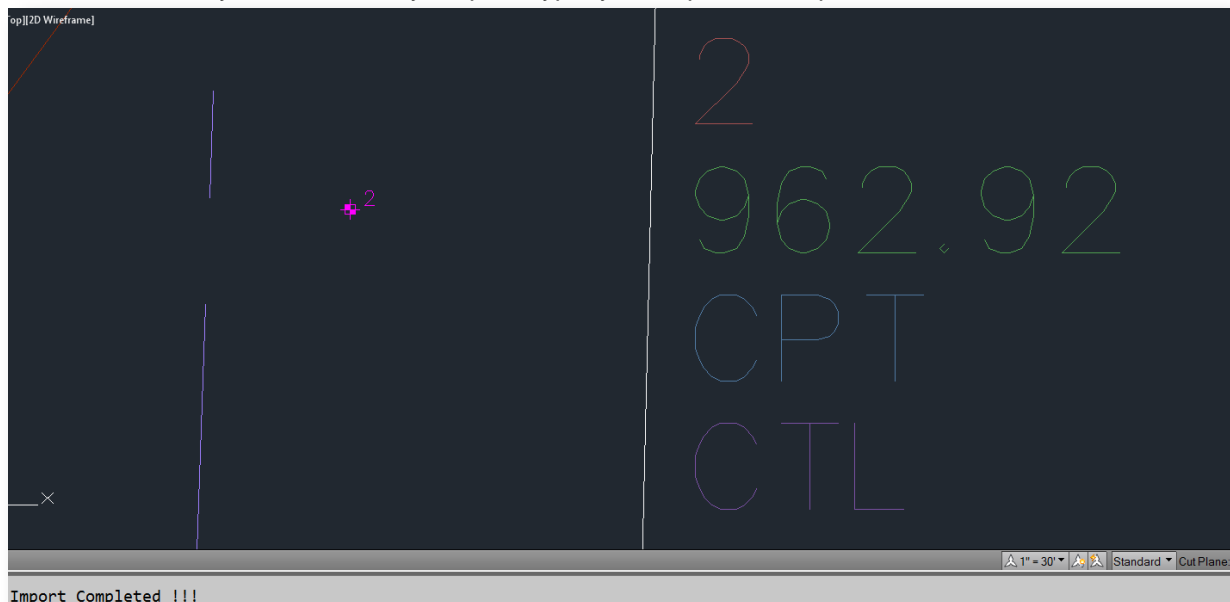 op][2D Wireframe]
2
2
962.92
CPT
CTL
X
1" = 30'
Standard
Cut Plane:
Import Completed !!!